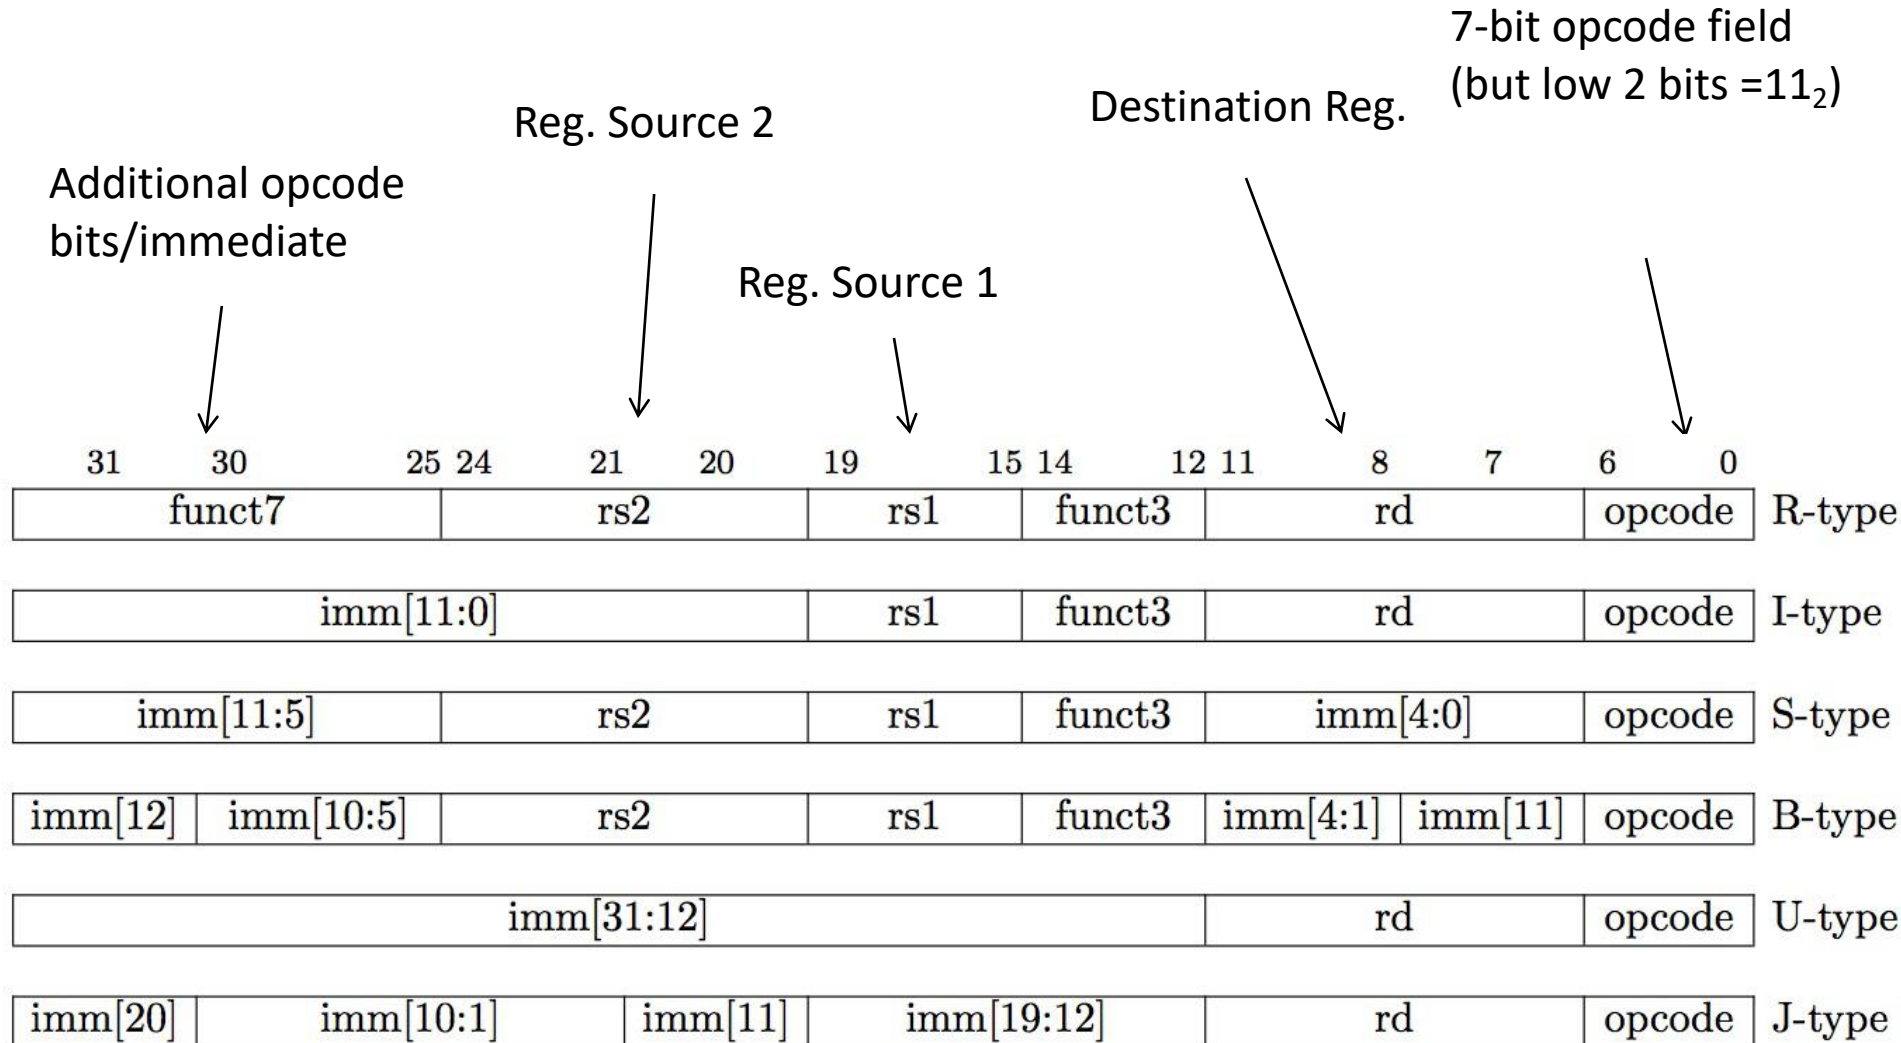 7-bit opcode field
(but low 2 bits =11₂)
Destination Reg.
Reg. Source 2
Additional opcode
bits/immediate
Reg. Source 1
31 30 25 24 21 20 19 15 14 12 11 8 7 6 0
funct7 rs2 rs1 funct3 rd opcode R-type
imm[11:0] rs1 funct3 rd opcode I-type
imm[11:5] rs2 rs1 funct3 imm[4:0] opcode S-type
imm[12] imm[10:5] rs2 rs1 funct3 imm[4:1] imm[11] opcode B-type
imm[31:12] rd opcode U-type
imm[20] imm[10:1] imm[11] imm[19:12] rd opcode J-type